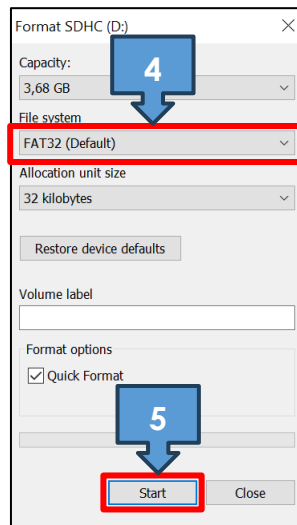 Format SDHC (D:)
Capacity:
4
3,68 GB
File system
FAT32 (Default)
Allocation unit size
32 kilobytes
Restore device defaults
Volume label
Format options
Quick Format
5
Start Close